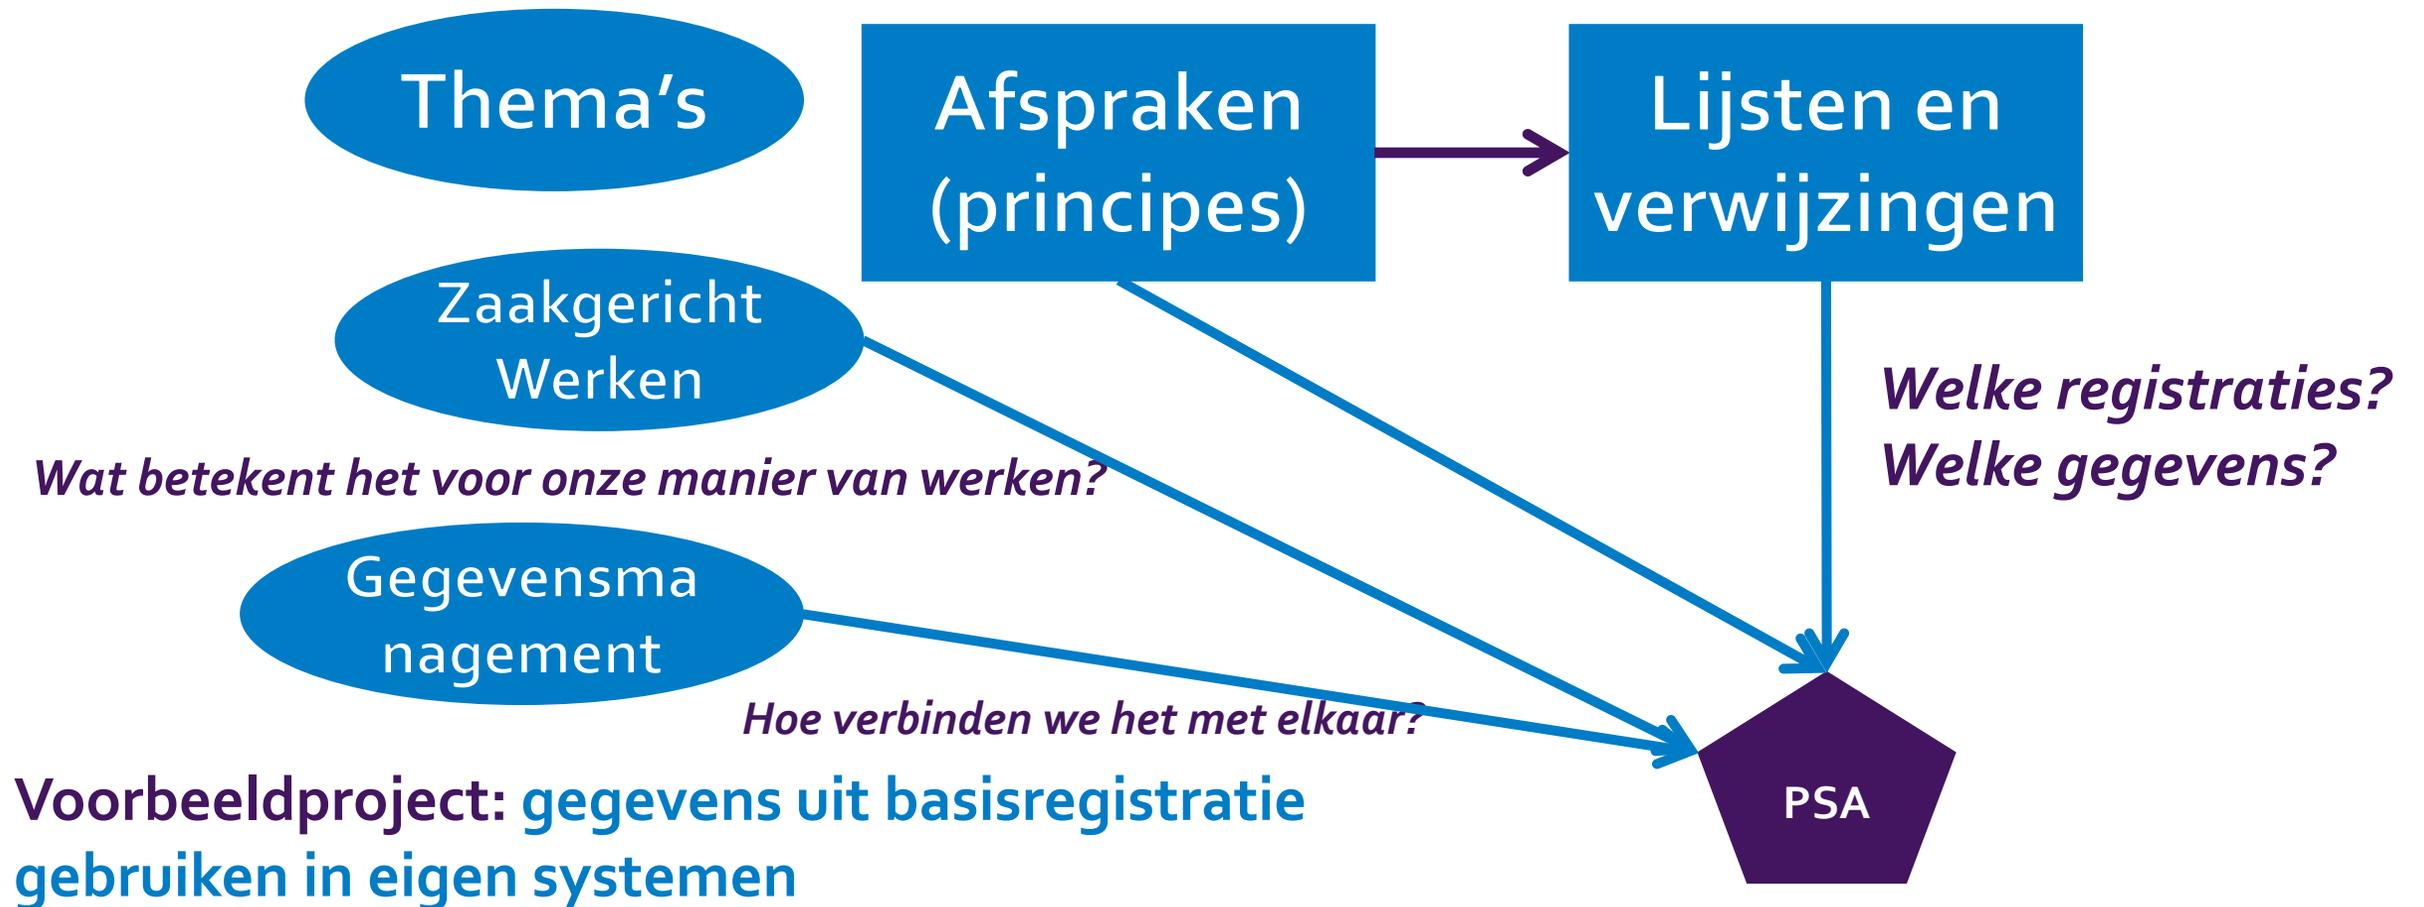 Thema’s
Afspraken
(principes)
Lijsten en
verwijzingen
Zaakgericht
Werken
Welke registraties?
Welke gegevens?
Wat betekent het voor onze manier van werken?
Gegevensma
nagement
Hoe verbinden we het met elkaar?
Voorbeeldproject: gegevens uit basisregistratie
gebruiken in eigen systemen
PSA